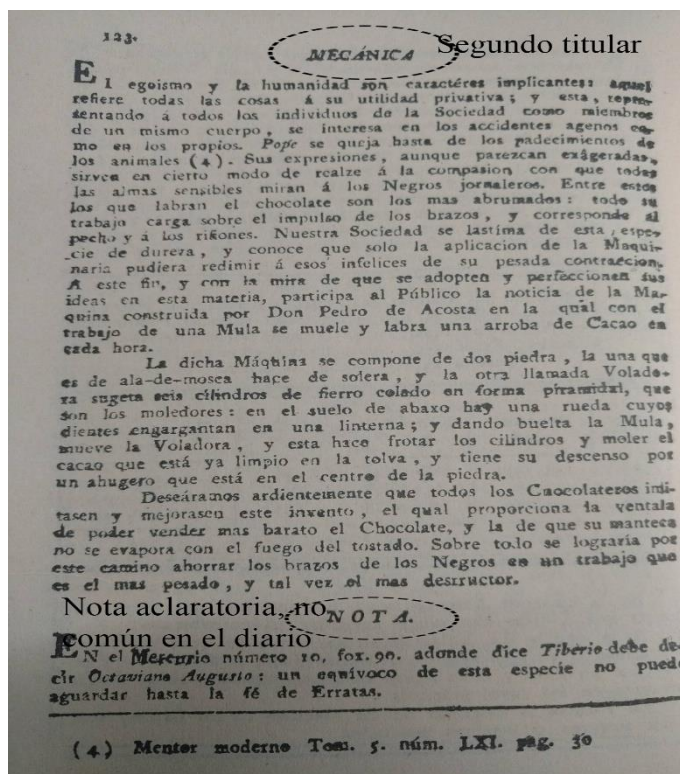 123.
MECÁNICA Segundo titular
El egoismo y la humanidad son caractéres implicantes: aquel
refiere todas las cosas á su utilidad privativa; y esta, repre-
sentando á todos los individuos de la Sociedad como miembros
de un mismo cuerpo, se interesa en los accidentes agenos co-
mo en los propios. Pope se queja hasta de los padecimientos de
los animales (4). Sus expresiones, aunque parezcan exâgeradas,
sirven en cierto modo de realze á la compasion con que todas
las almas sensibles miran á los Negros jornaleros. Entre estos
los que labran el chocolate son los mas abrumados: todo su
trabajo carga sobre el impulso de los brazos, y corresponde al
pecho y á los riñones. Nuestra Sociedad se lastima de esta, espe-
cie de dureza, y conoce que solo la aplicacion de la Maqui-
naria pudiera redimir á esos infelices de su pesada contraccion.
A este fin, y con la mira de que se adopten y perfeccionen sus
ideas en esta materia, participa al Público la noticia de la Ma-
quina construida por Don Pedro de Acosta en la qual con el
trabajo de una Mula se muele y labra una arroba de Cacao en
cada hora.
La dicha Máqhina se compone de dos piedra, la una que
es de ala-de-mosca hace de solera, y la otra llamada Volado-
ra sugeta seis cilindros de fierro colado en forma piramidal, que
son los moledores: en el suelo de abaxo hay una rueda cuyos
dientes engargantan en una linterna; y dando buelta la Mula,
mueve la Voladora, y esta hace frotar los cilindros y moler el
cacao que está ya limpio en la tolva, y tiene su descenso por
un ahugero que está en el centro de la piedra.
Deseáramos ardientemente que todos los Cuocolateros imi-
tasen y mejorasen este invento, el qual proporciona la ventala
de poder vender mas barato el Chocolate, y la de que su manteca
no se evapora con el fuego del tostado. Sobre todo se lograría por
este camino ahorrar los brazos de los Negros en un trabajo que
es el mas pesado, y tal vez el mas desrructor.
Nota aclaratoria, no NOTA.
común en el diario
EN el Mercurio número 10, fox. 90. adonde dice Tiberio debe de-
cir Octaviano Augusto: un equívoco de esta especie no puede
aguardar hasta la fé de Erratas.
(4) Mentor moderno Tom. 5. núm. LXI. pag. 30